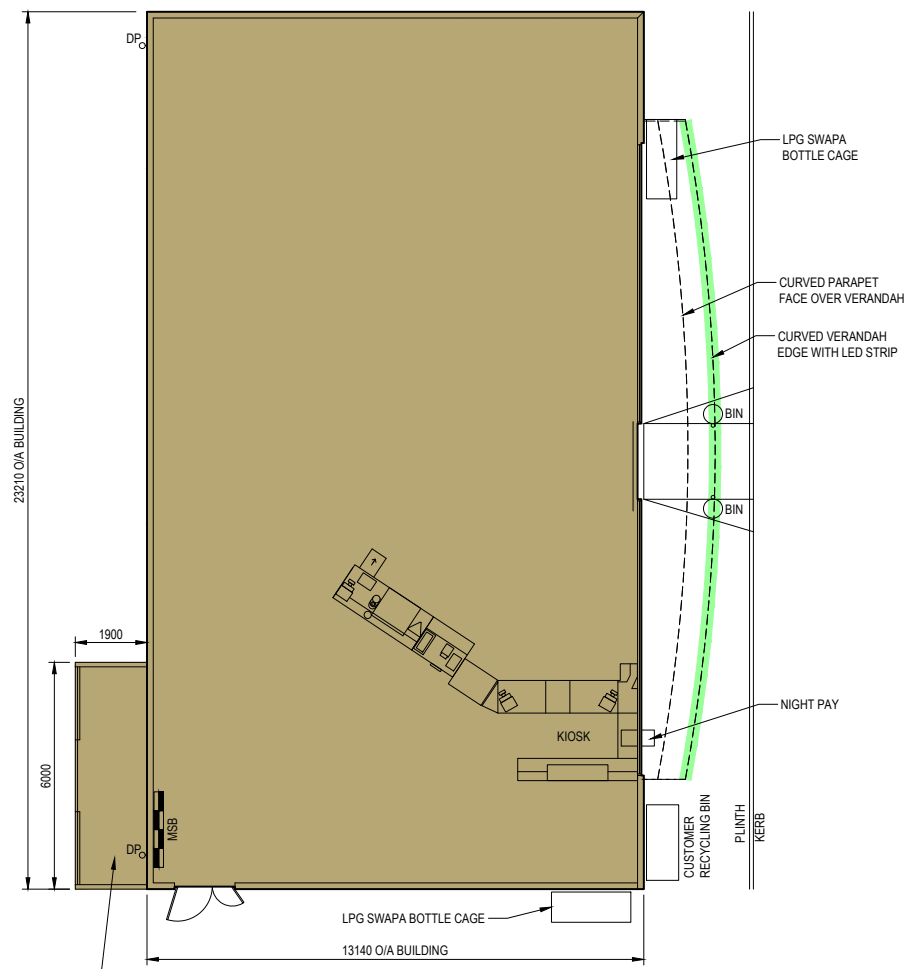 DP
LPG SWAPA
BOTTLE CAGE
CURVED PARAPET
FACE OVER VERANDAH
CURVED VERANDAH
EDGE WITH LED STRIP
23210 O/A BUILDING
BIN
BIN
1900
NIGHT PAY
KIOSK
6000
MSB
DP
CUSTOMER
RECYCLING BIN
PLINTH
KERB
LPG SWAPA BOTTLE CAGE
13140 O/A BUILDING